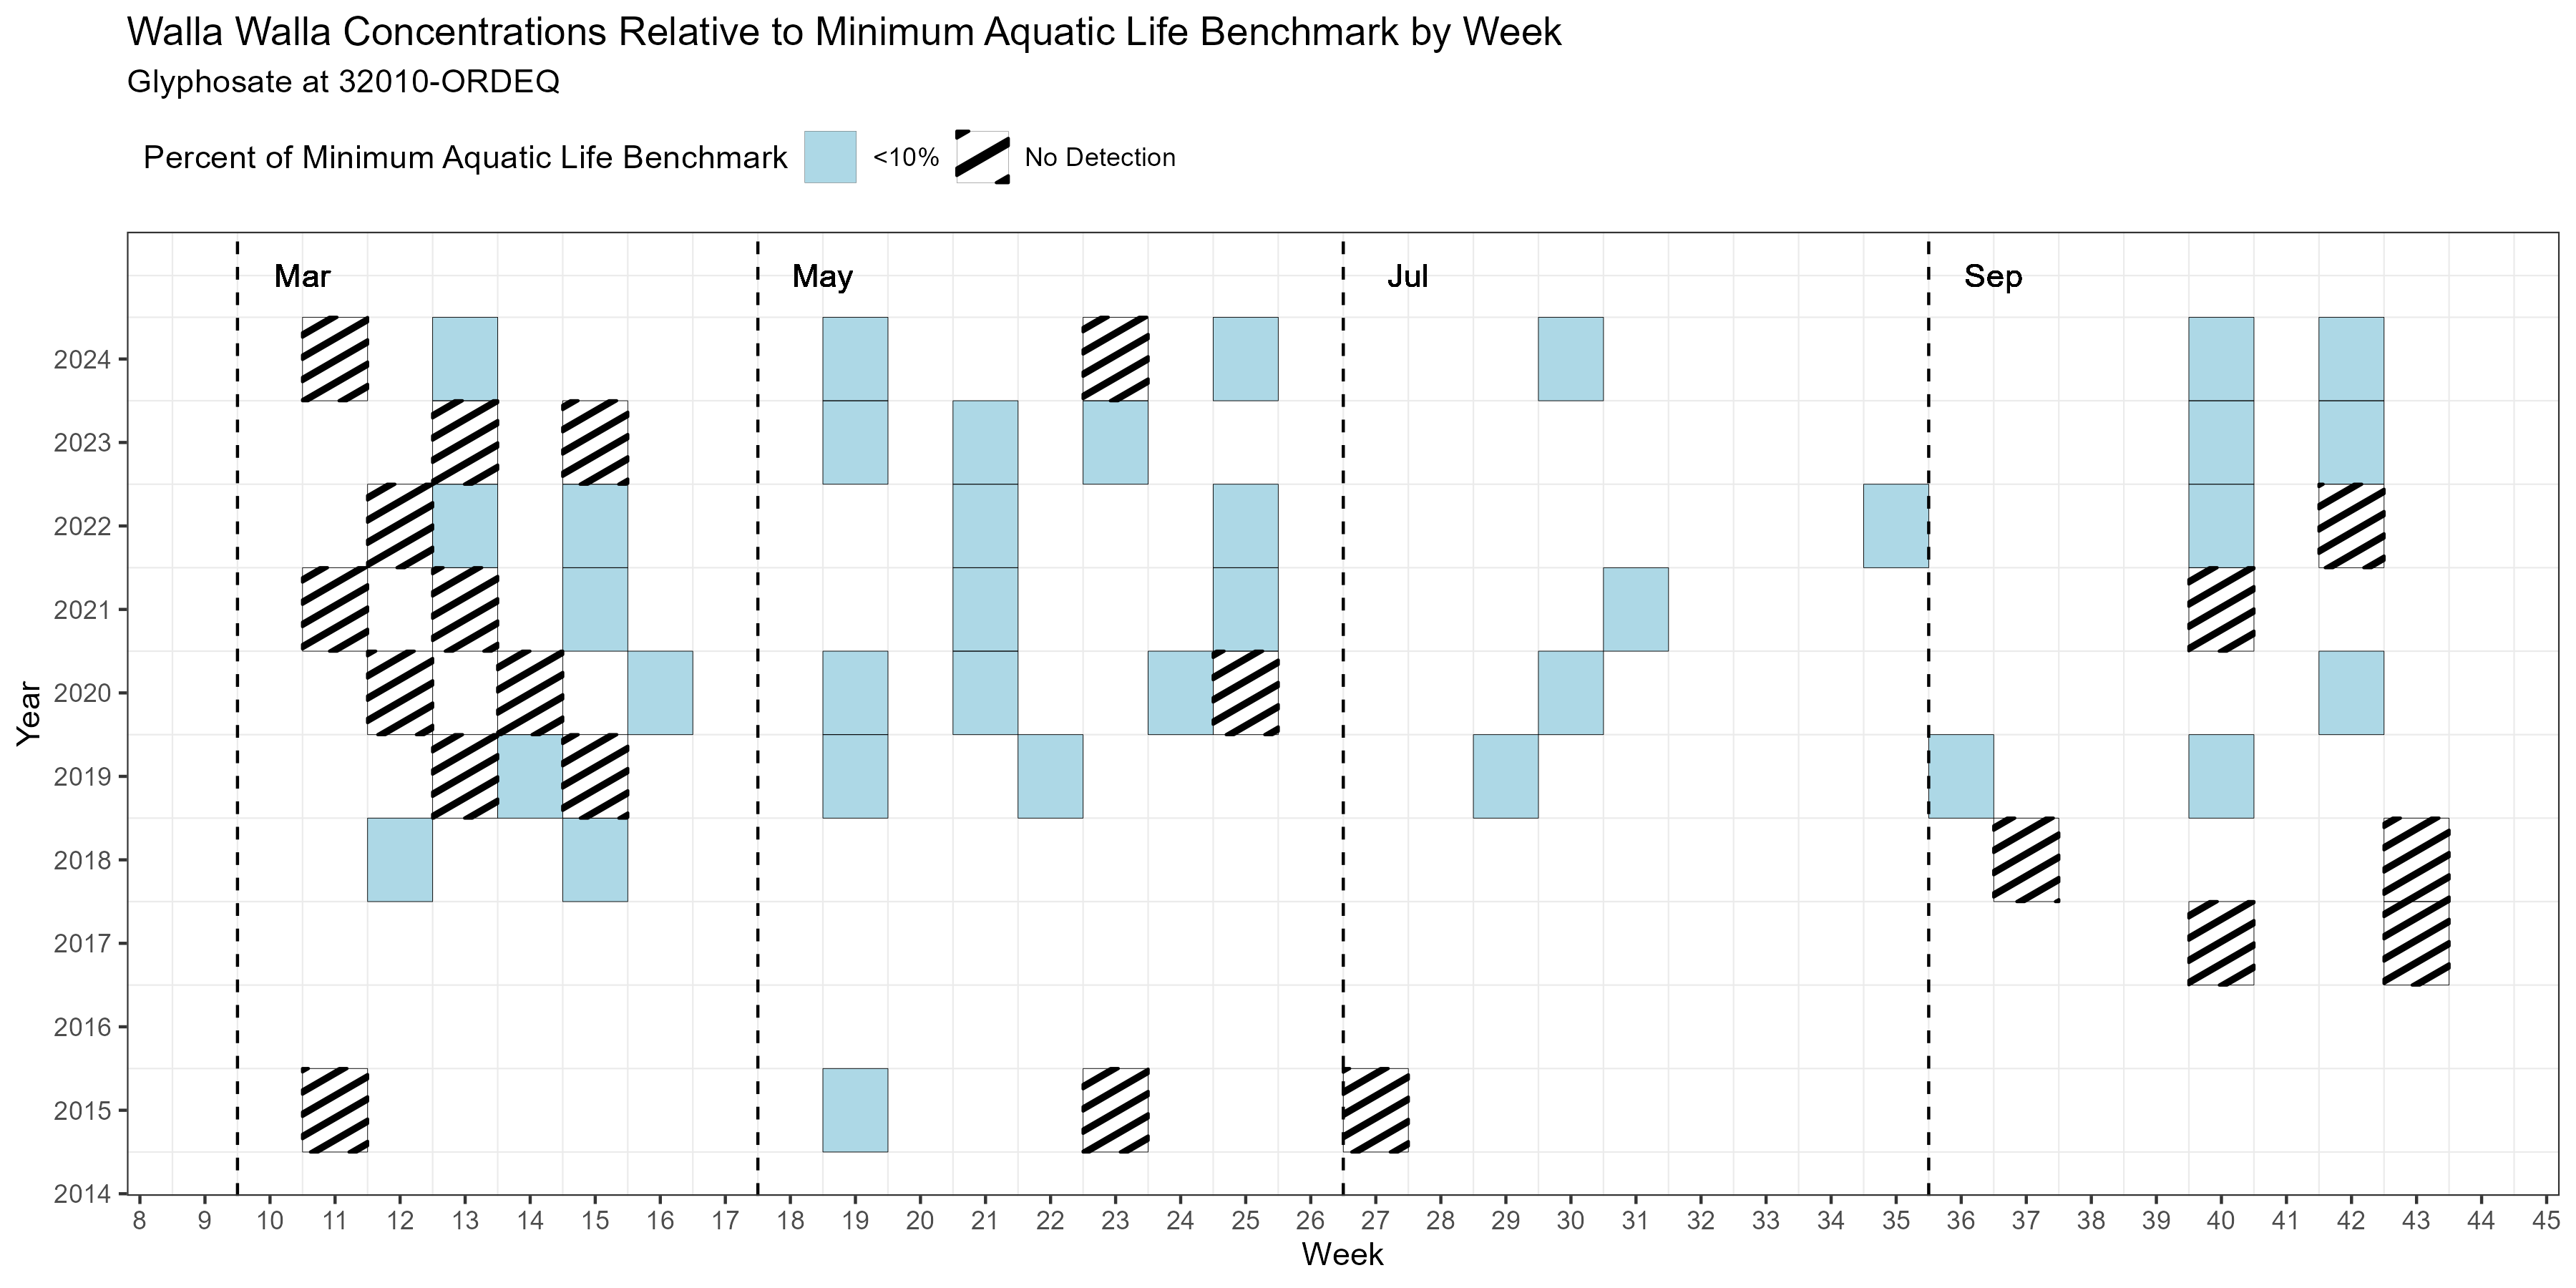 Walla Walla Concentrations Relative to Minimum Aquatic Life Benchmark by Week
Glyphosate at 32010-ORDEQ
Percent of Minimum Aquatic Life Benchmark <10% No Detection
Mar May Jul Sep
2024
2023
2022
2021
2020
2019
2018
2017
2016
2015
2014
Year
8 9 10 11 12 13 14 15 16 17 18 19 20 21 22 23 24 25 26 27 28 29 30 31 32 33 34 35 36 37 38 39 40 41 42 43 44 45
Week